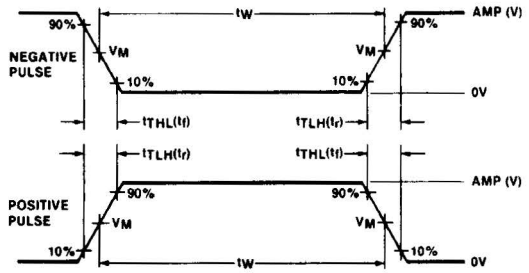 tW
AMP (V)
90%
90%
NEGATIVE
PULSE
VM
VM
10%
10%
0V
tTHL(tf)
tTLH(tr)
tTLH(tr)
tTHL(tf)
AMP (V)
90%
90%
POSITIVE
PULSE
VM
VM
10%
10%
tW
0V